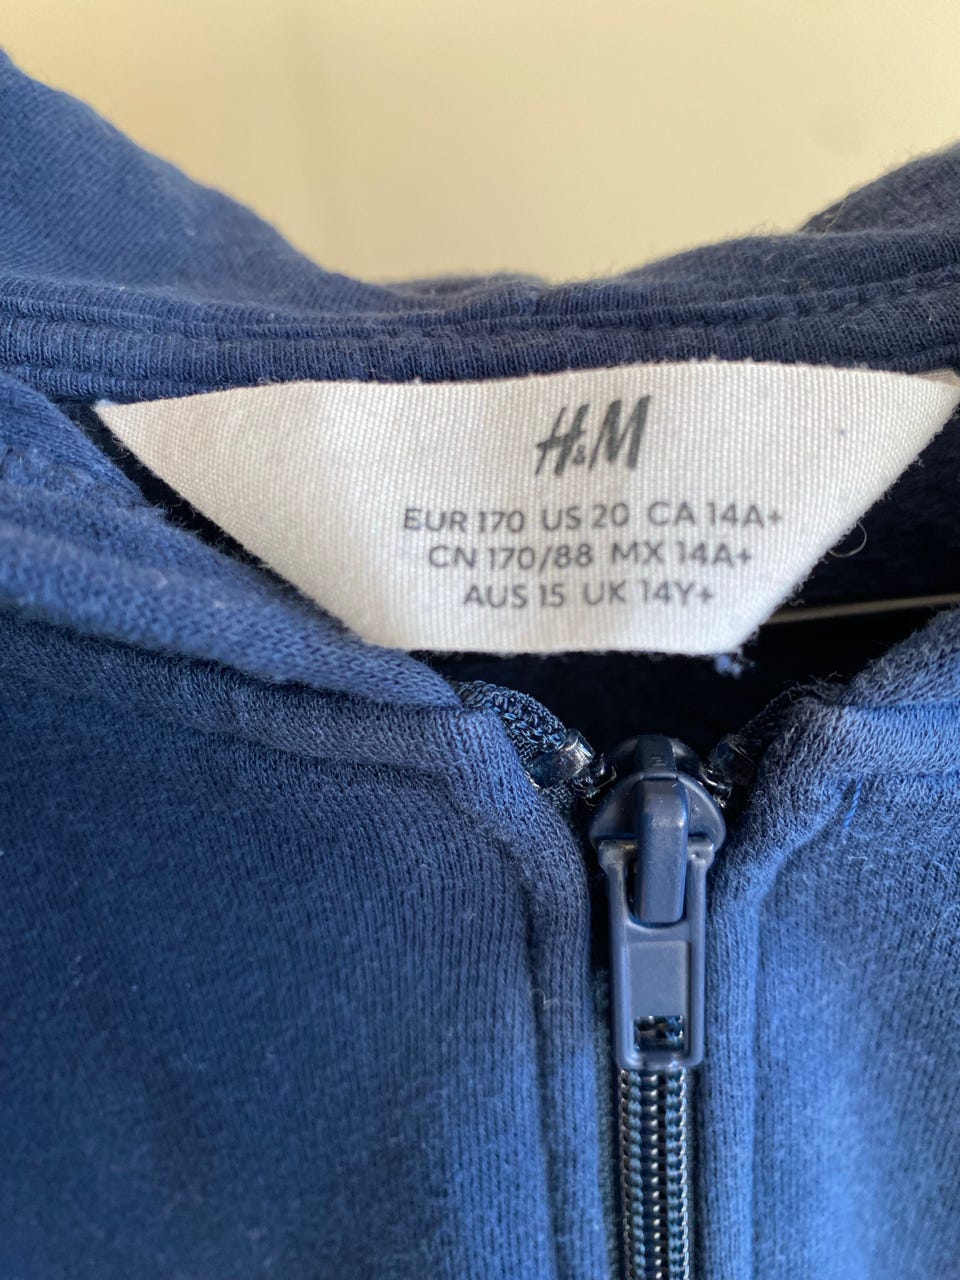 H&M
EUR 170 US 20 CA 14A+
CN 170/88 MX 14A+
AUS 15 UK 14Y+